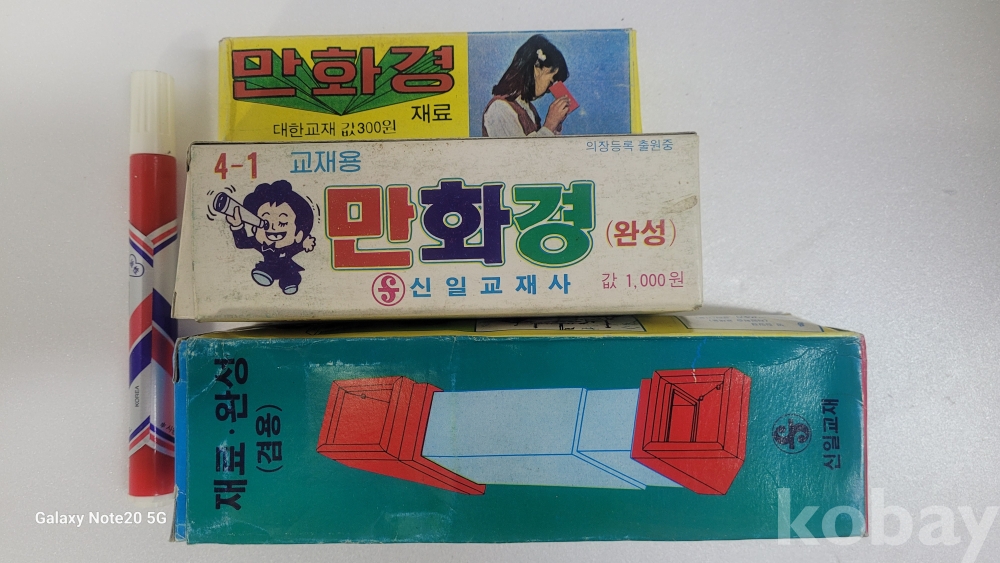 만화경
재료
대한교재 값300원
4-1 교재용
의장등록 출원중
만화경 (완성)
신일교재사
값 1,000원
재료·완성
(겸용)
신일교재
KOREA
Galaxy Note20 5G
kobay